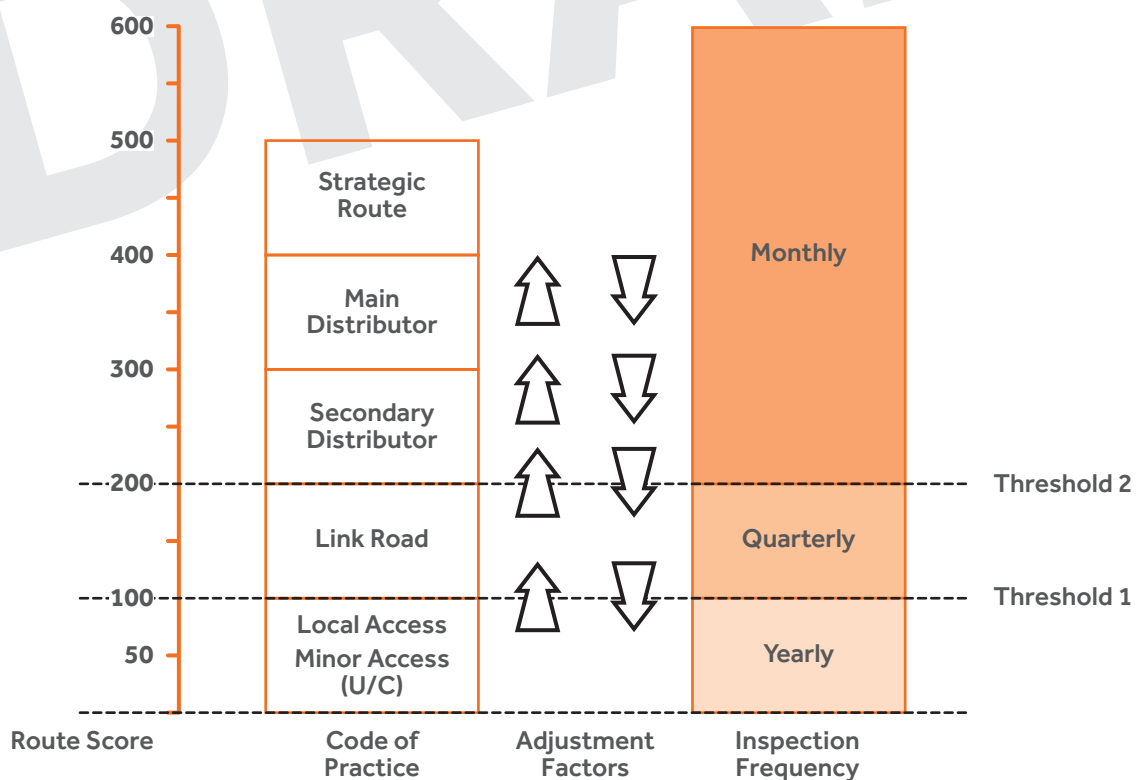 DRA
600
500
400
300
200
100
50
Strategic
Route
Main
Distributor
Secondary
Distributor
Link Road
Local Access
Minor Access
(U/C)
Monthly
Quarterly
Yearly
Threshold 2
Threshold 1
Route Score
Code of
Practice
Adjustment
Factors
Inspection
Frequency